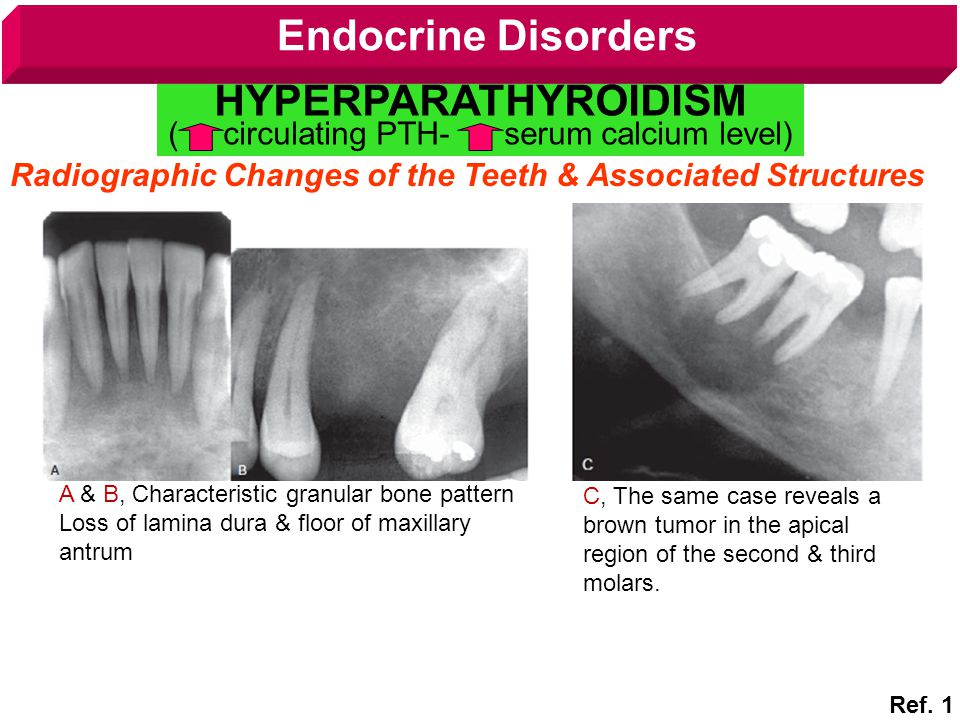 Endocrine Disorders
HYPERPARATHYROIDISM
( circulating PTH- serum calcium level)
Radiographic Changes of the Teeth & Associated Structures
A
B
C
A & B, Characteristic granular bone pattern
Loss of lamina dura & floor of maxillary
antrum
C, The same case reveals a
brown tumor in the apical
region of the second & third
molars.
Ref. 1